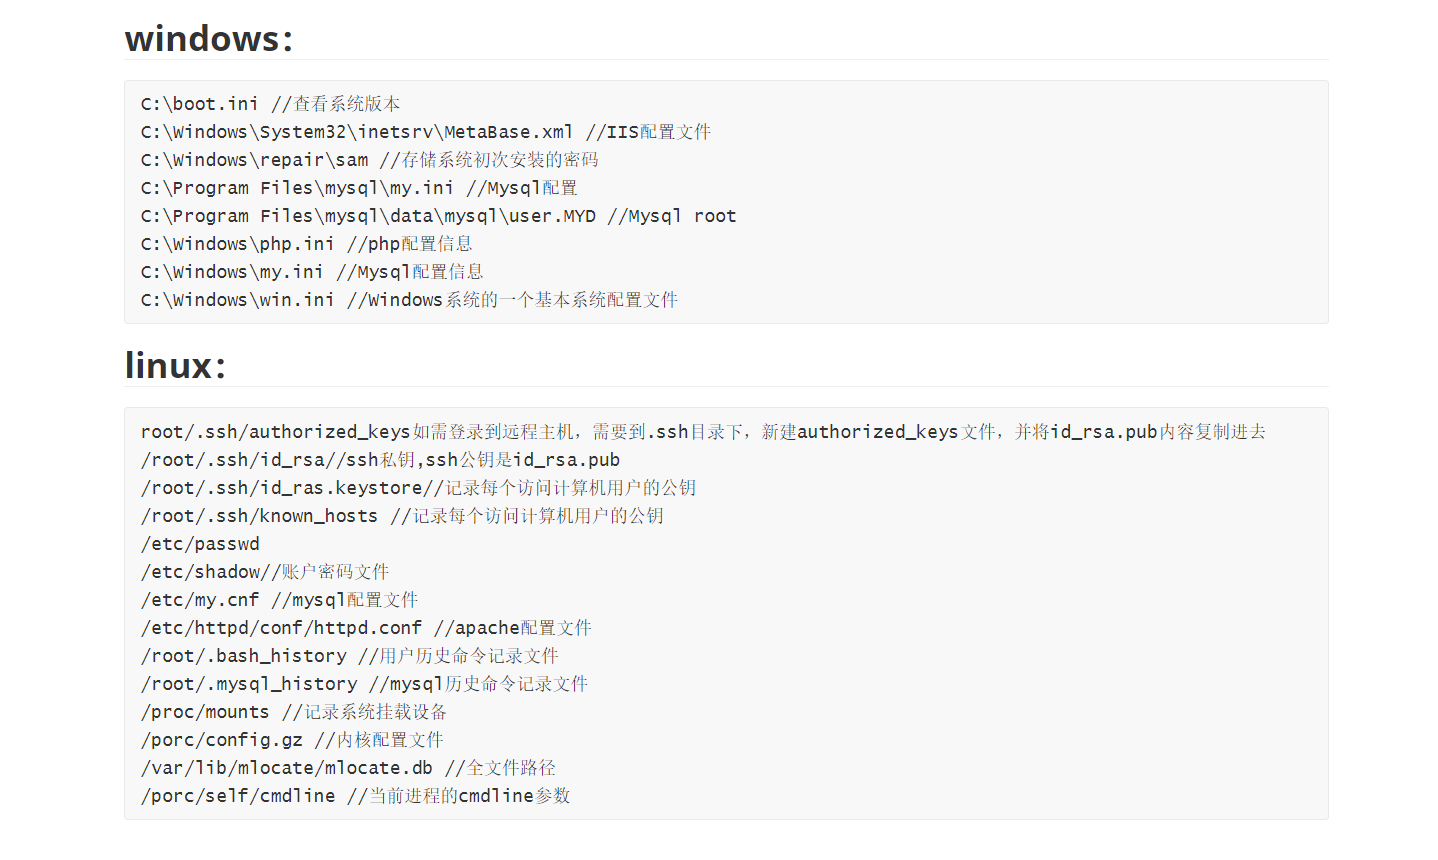 windows：
C:\boot.ini //查看系统版本
C:\Windows\System32\inetsrv\MetaBase.xml //IIS配置文件
C:\Windows\repair\sam //存储系统初次安装的密码
C:\Program Files\mysql\my.ini //Mysql配置
C:\Program Files\mysql\data\mysql\user.MYD //Mysql root
C:\Windows\php.ini //php配置信息
C:\Windows\my.ini //Mysql配置信息
C:\Windows\win.ini //Windows系统的一个基本系统配置文件
linux：
root/.ssh/authorized_keys如需登录到远程主机，需要到.ssh目录下，新建authorized_keys文件，并将id_rsa.pub内容复制进去
/root/.ssh/id_rsa//ssh私钥,ssh公钥是id_rsa.pub
/root/.ssh/id_ras.keystore//记录每个访问计算机用户的公钥
/root/.ssh/known_hosts //记录每个访问计算机用户的公钥
/etc/passwd
/etc/shadow//账户密码文件
/etc/my.cnf //mysql配置文件
/etc/httpd/conf/httpd.conf //apache配置文件
/root/.bash_history //用户历史命令记录文件
/root/.mysql_history //mysql历史命令记录文件
/proc/mounts //记录系统挂载设备
/porc/config.gz //内核配置文件
/var/lib/mlocate/mlocate.db //全文件路径
/porc/self/cmdline //当前进程的cmdline参数